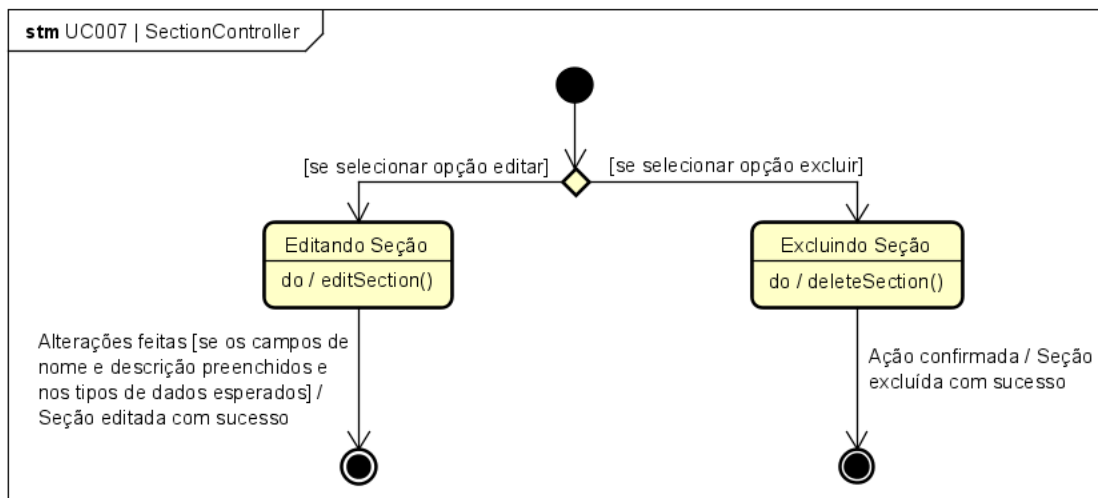 stm UC007 | SectionController
[se selecionar opção editar]
[se selecionar opção excluir]
Editando Seção
do / editSection()
Excluindo Seção
do / deleteSection()
Alterações feitas [se os campos de
nome e descrição preenchidos e
nos tipos de dados esperados] /
Seção editada com sucesso
Ação confirmada / Seção
excluída com sucesso